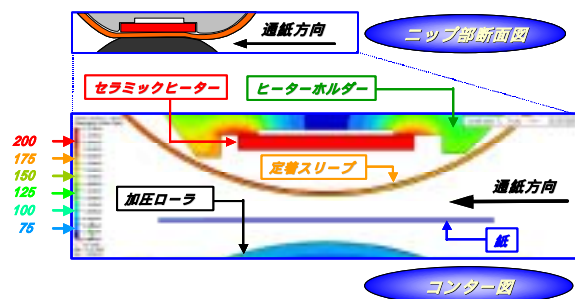 通紙方向
ニップ部断面図
セラミックヒーター
ヒーターホルダー
200
175
150
125
100
75
定着スリーブ
加圧ローラ
通紙方向
紙
コンター図